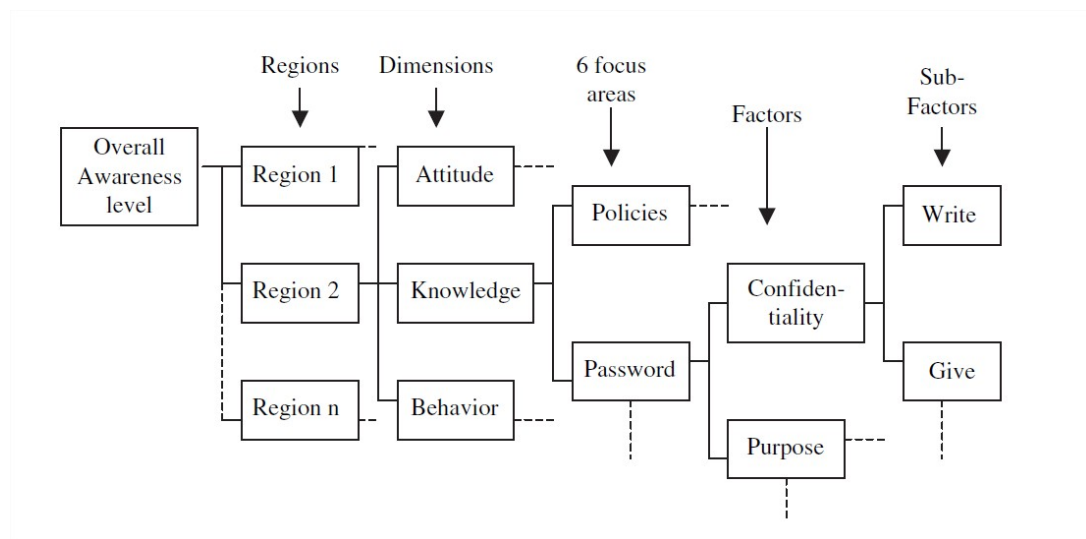 Regions
Dimensions
6 focus
areas
Factors
Sub-
Factors
Overall
Awareness
level
Region 1
Region 2
Region n
Attitude
Knowledge
Behavior
Policies
Password
Confiden-
tiality
Purpose
Write
Give